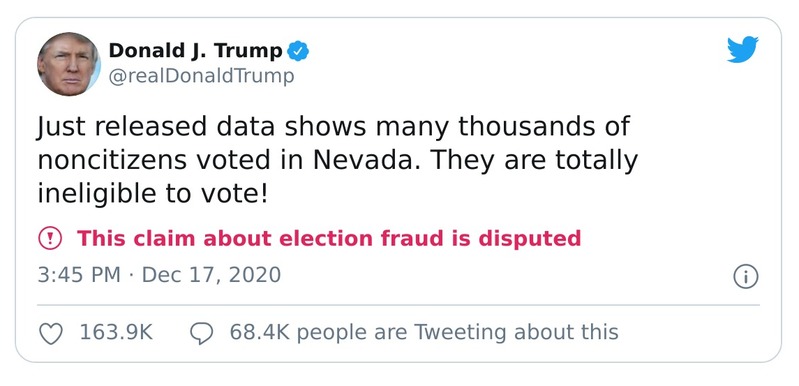 Donald J. Trump
@realDonaldTrump
Just released data shows many thousands of
noncitizens voted in Nevada. They are totally
ineligible to vote!
This claim about election fraud is disputed
3:45 PM · Dec 17, 2020
163.9K 68.4K people are Tweeting about this